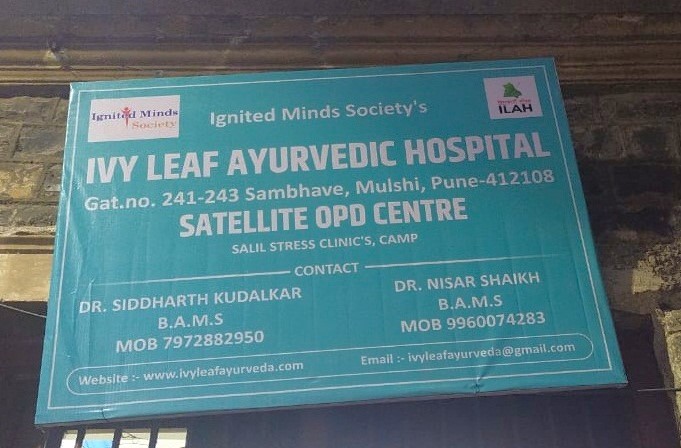 Ignited Minds
Society
Ignited Minds Society's
ILAH
IVY LEAF AYURVEDIC HOSPITAL
Gat.no. 241-243 Sambhave, Mulshi, Pune-412108
SATELLITE OPD CENTRE
SALIL STRESS CLINIC'S, CAMP
CONTACT
DR. SIDDHARTH KUDALKAR
B.A.M.S
MOB 7972882950
DR. NISAR SHAIKH
B.A.M.S
MOB 9960074283
Website :- www.ivyleafayurveda.com
Email :- ivyleafayurveda@gmail.com